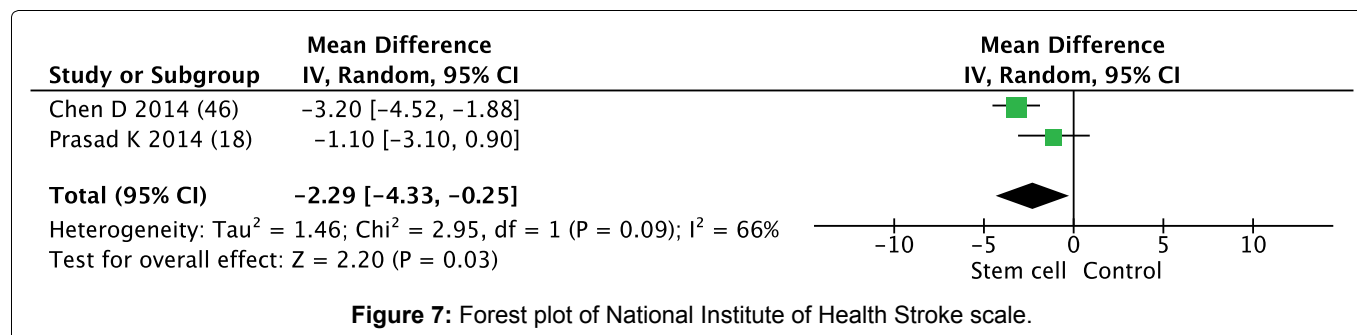 Mean Difference Mean Difference
Study or Subgroup IV, Random, 95% CI IV, Random, 95% CI
Chen D 2014 (46) −3.20 [−4.52, −1.88]
Prasad K 2014 (18) −1.10 [−3.10, 0.90]
Total (95% CI) −2.29 [−4.33, −0.25]
Heterogeneity: Tau² = 1.46; Chi² = 2.95, df = 1 (P = 0.09); I² = 66%
Test for overall effect: Z = 2.20 (P = 0.03)
−10 −5 0 5 10
Stem cell Control
Figure 7: Forest plot of National Institute of Health Stroke scale.